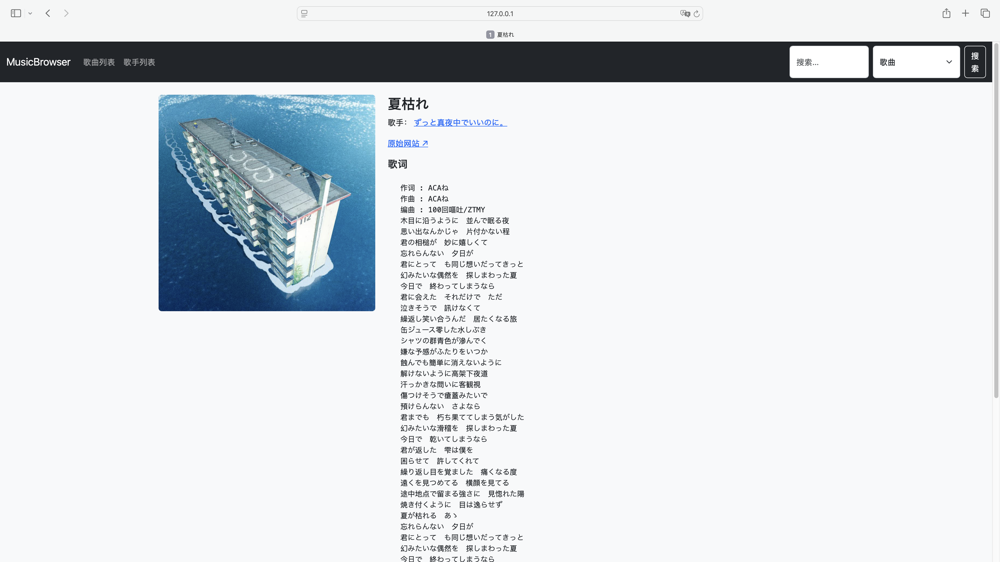 127.0.0.1
1 夏枯れ
MusicBrowser 歌曲列表 歌手列表 搜索... 歌曲 搜索
夏枯れ
歌手： ずっと真夜中でいいのに。
原始网站 ↗
歌词
SOS
112
作词 : ACAね
作曲 : ACAね
编曲 : 100回嘔吐/ZTMY
木目に沿うように　並んで眠る夜
思い出なんかじゃ　片付かない程
君の相槌が　妙に嬉しくて
忘れらんない　夕日が
君にとって　も同じ想いだってきっと
幻みたいな偶然を　探しまわった夏
今日で　終わってしまうなら
君に会えた　それだけで　ただ
泣きそうで　訊けなくて
繰返し笑い合うんだ　居たくなる旅
缶ジュース零した水しぶき
シャツの群青色が滲んでく
嫌な予感がふたりをいつか
蝕んでも簡単に消えないように
解けないように高架下夜道
汗っかきな問いに客観視
傷つけそうで瘡蓋みたいで
預けらんない　さよなら
君までも　朽ち果ててしまう気がした
幻みたいな滑稽を　探しまわった夏
今日で　乾いてしまうなら
君が返した　雫は僕を
困らせて　許してくれて
繰り返し目を覚ました　痛くなる度
遠くを見つめてる　横顔を見てる
途中地点で留まる強さに　見惚れた陽
焼き付くように　目は逸らせず
夏が枯れる　あゝ
忘れらんない　夕日が
君にとって　も同じ想いだってきっと
幻みたいな偶然を　探しまわった夏
今日で　終わってしまうなら